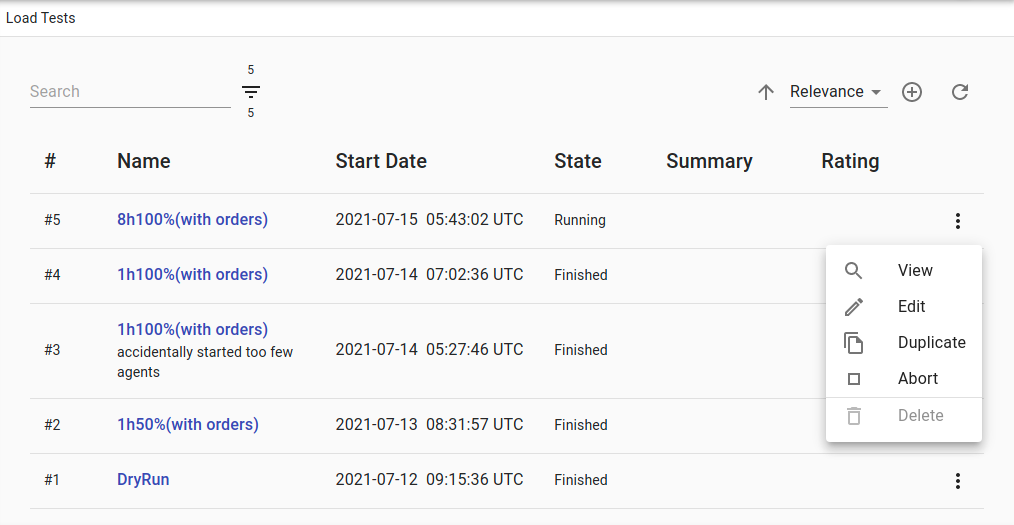 Load Tests
5
Search
Relevance
5
# Name Start Date State Summary Rating
#5 8h100%(with orders) 2021-07-15 05:43:02 UTC Running
#4 1h100%(with orders) 2021-07-14 07:02:36 UTC Finished
1h100%(with orders)
#3 accidentally started too few agents 2021-07-14 05:27:46 UTC Finished
#2 1h50%(with orders) 2021-07-13 08:31:57 UTC Finished
#1 DryRun 2021-07-12 09:15:36 UTC Finished
View
Edit
Duplicate
Abort
Delete